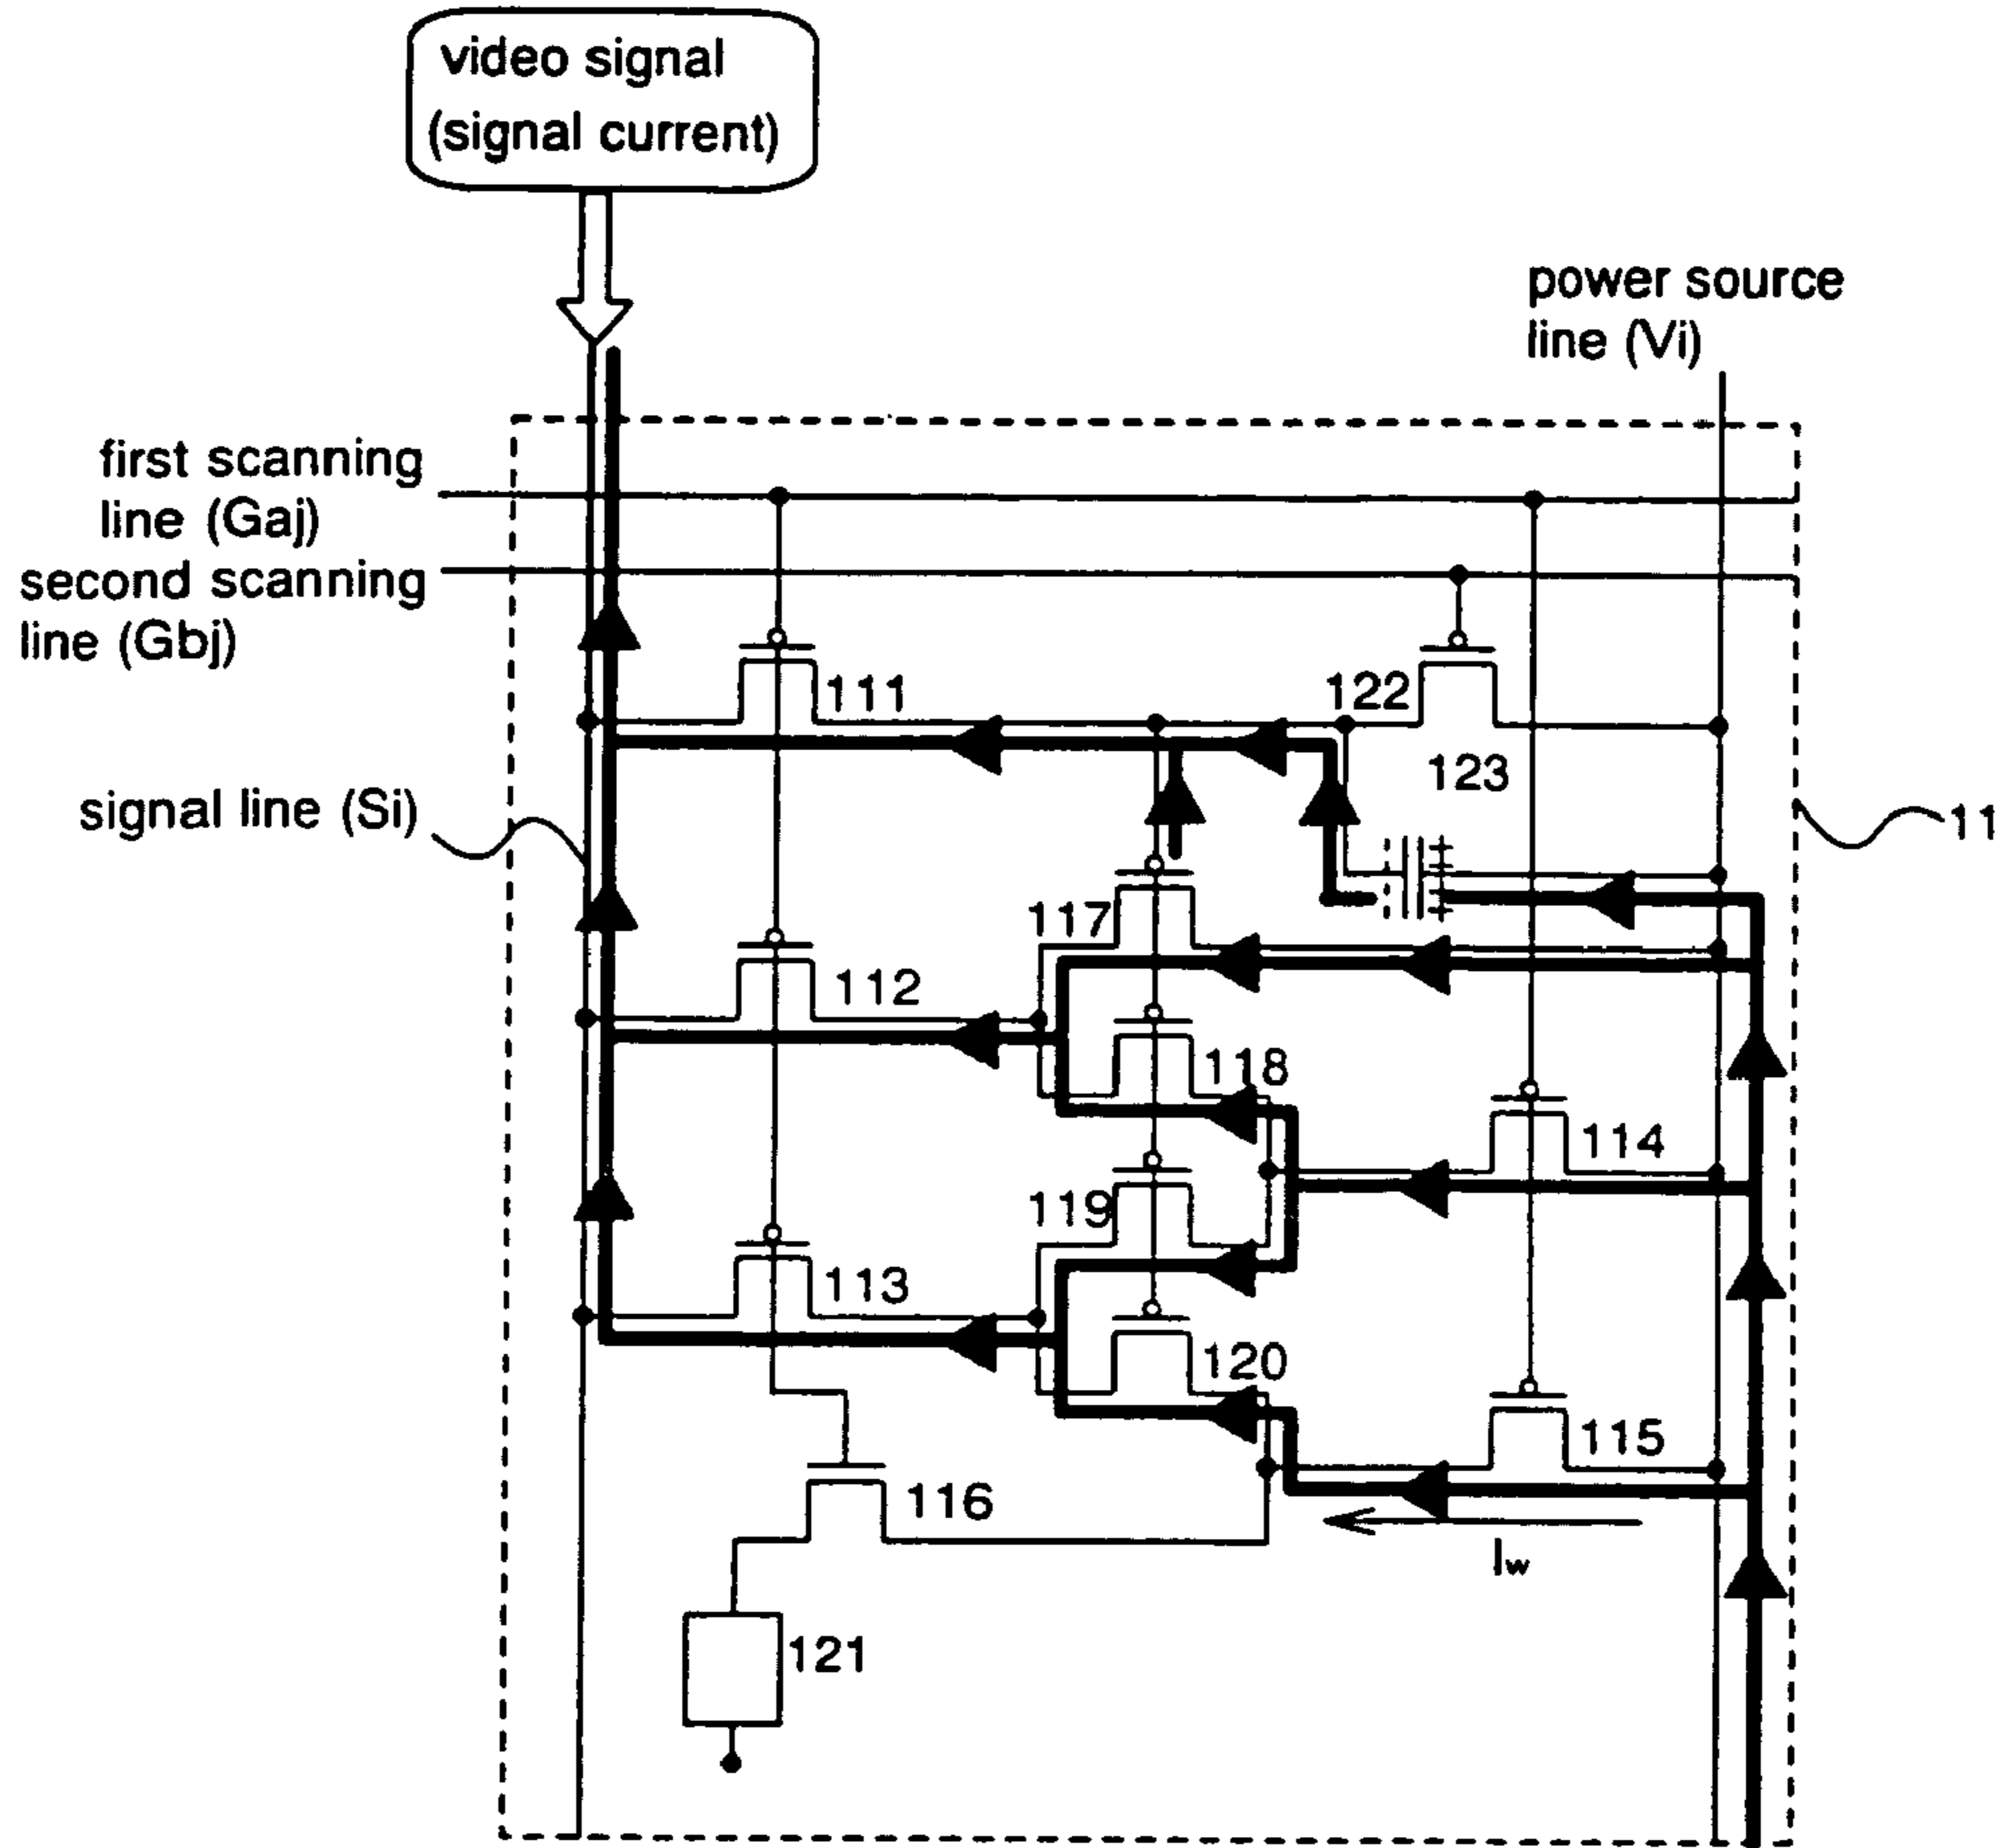 video signal
(signal current)
power source
line (Vi)
first scanning
line (Gaj)
second scanning
line (Gbj)
111
122
123
signal line (Si)
11
117
112
118
114
119
113
120
115
116
Iw
121